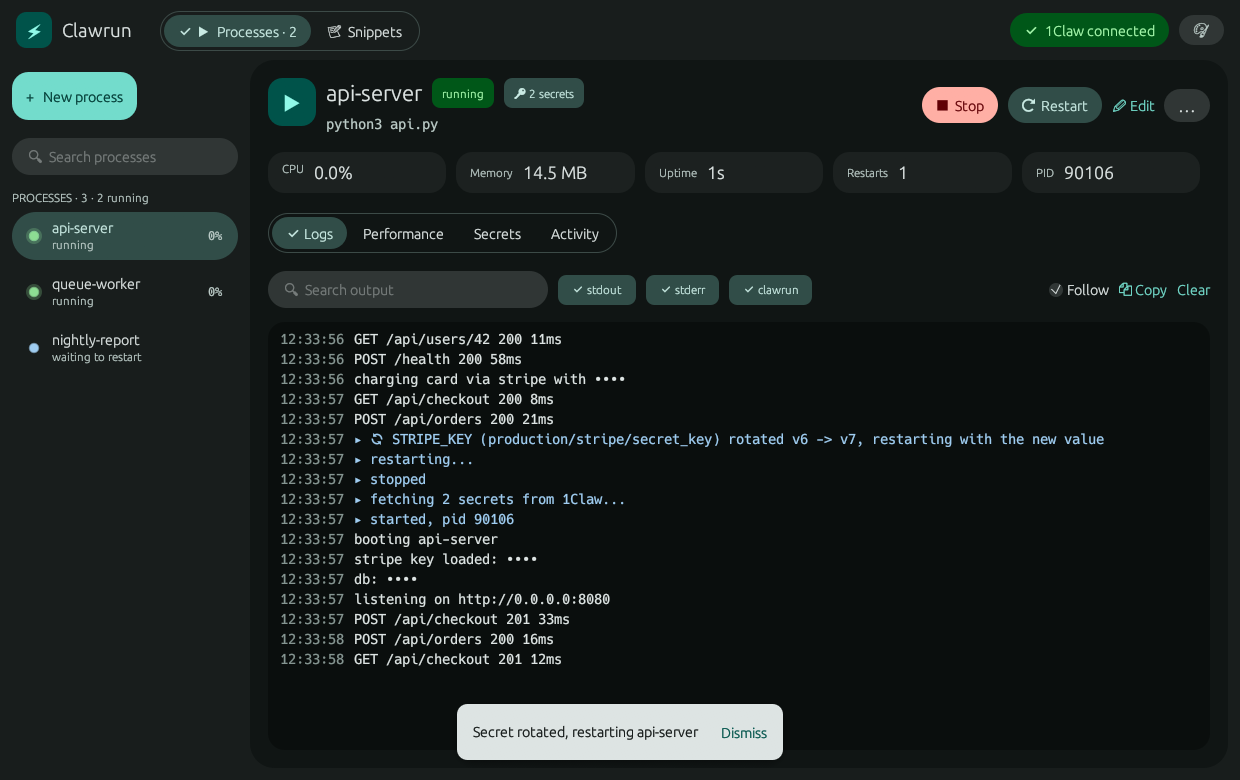 Clawrun
Processes · 2
Snippets
1Claw connected
+ New process
Search processes
PROCESSES · 3 · 2 running
api-server
running
0%
queue-worker
running
0%
nightly-report
waiting to restart
api-server
running
2 secrets
python3 api.py
Stop
Restart
Edit
...
CPU 0.0%
Memory 14.5 MB
Uptime 1s
Restarts 1
PID 90106
Logs
Performance
Secrets
Activity
Search output
stdout
stderr
clawrun
Follow
Copy
Clear
12:33:56 GET /api/users/42 200 11ms
12:33:56 POST /health 200 58ms
12:33:56 charging card via stripe with ••••
12:33:57 GET /api/checkout 200 8ms
12:33:57 POST /api/orders 200 21ms
12:33:57 ▸ STRIPE_KEY (production/stripe/secret_key) rotated v6 -> v7, restarting with the new value
12:33:57 ▸ restarting...
12:33:57 ▸ stopped
12:33:57 ▸ fetching 2 secrets from 1Claw...
12:33:57 ▸ started, pid 90106
12:33:57 booting api-server
12:33:57 stripe key loaded: ••••
12:33:57 db: ••••
12:33:57 listening on http://0.0.0.0:8080
12:33:57 POST /api/checkout 201 33ms
12:33:58 POST /api/orders 200 16ms
12:33:58 GET /api/checkout 201 12ms
Secret rotated, restarting api-server
Dismiss